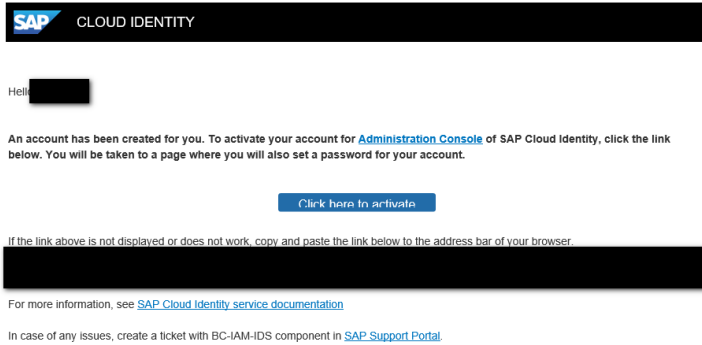 SAP CLOUD IDENTITY
Hello
An account has been created for you. To activate your account for Administration Console of SAP Cloud Identity, click the link
below. You will be taken to a page where you will also set a password for your account.
Click here to activate
If the link above is not displayed or does not work, copy and paste the link below to the address bar of your browser.
For more information, see SAP Cloud Identity service documentation
In case of any issues, create a ticket with BC-IAM-IDS component in SAP Support Portal.